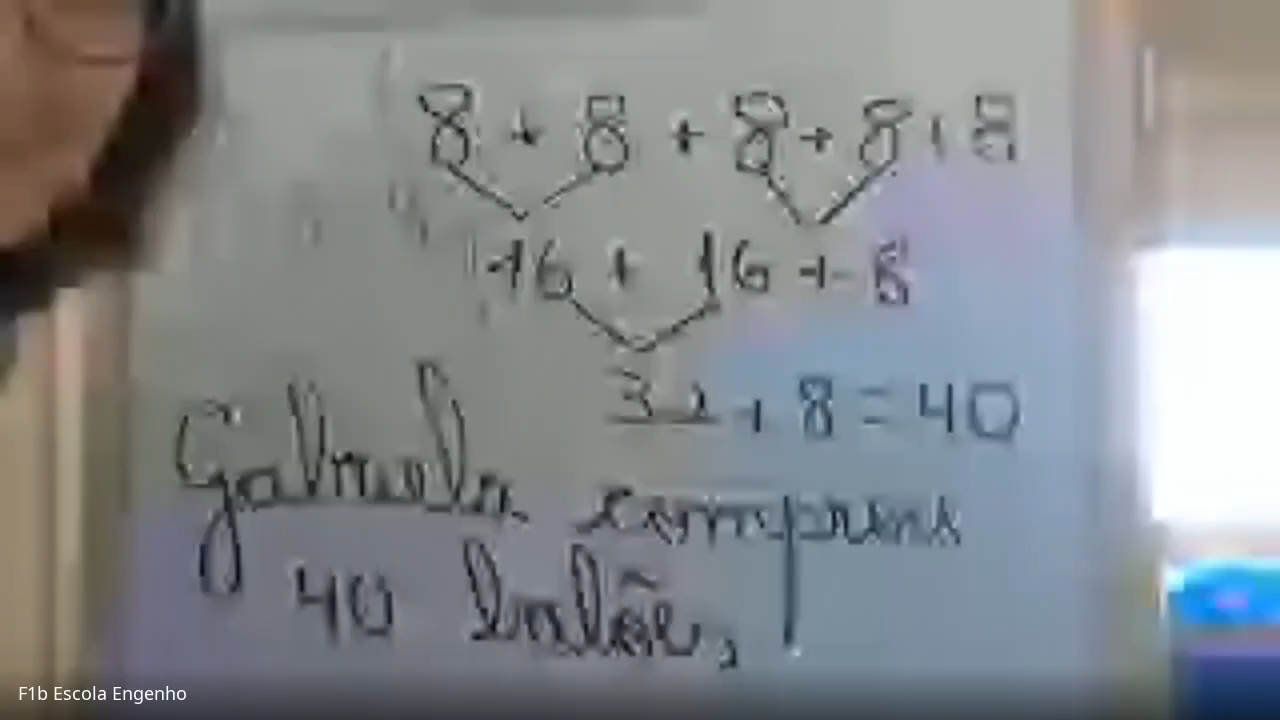 8 + 8 + 8 + 8 + 8
16 + 16 + 8
32 + 8 = 40
Gabriela comprou
40 balões.
F1b Escola Engenho